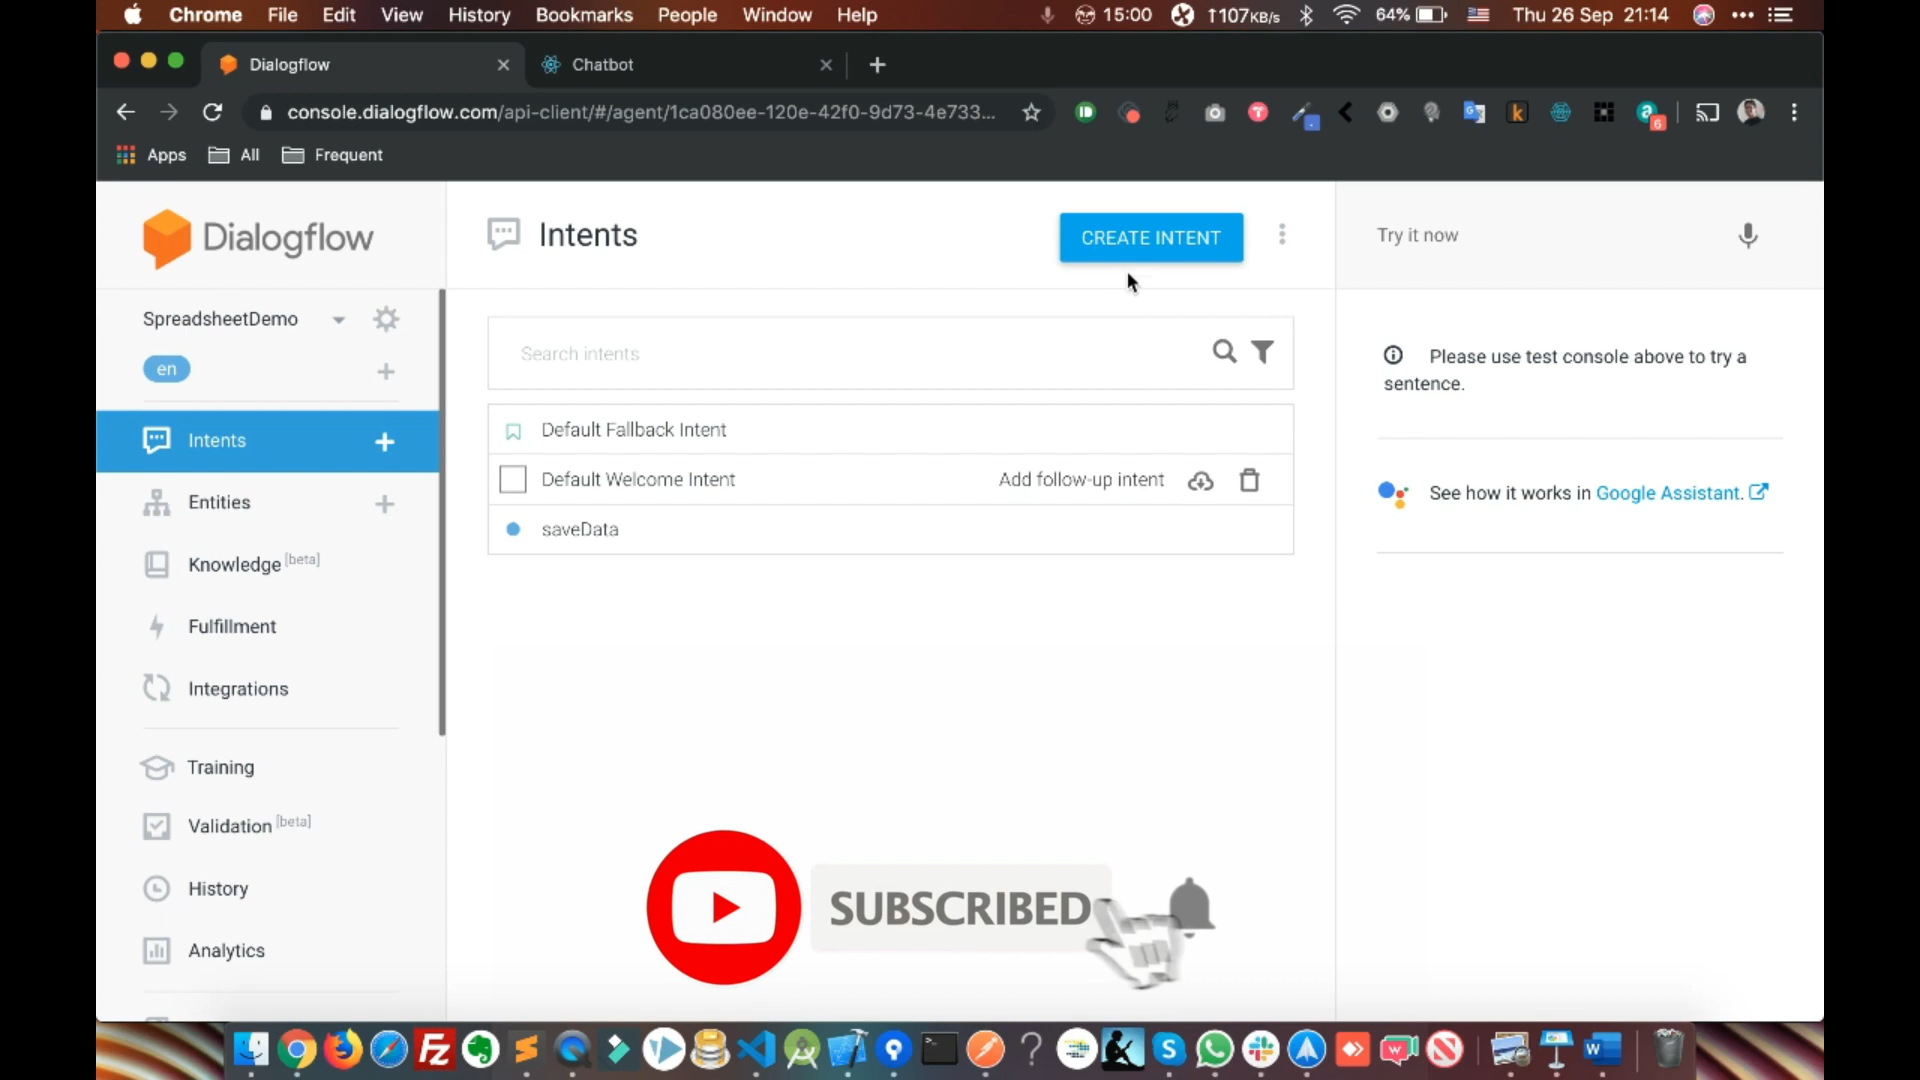 Chrome File Edit View History Bookmarks People Window Help 15:00 ↑107KB/s 64% Thu 26 Sep 21:14
Dialogflow Chatbot
console.dialogflow.com/api-client/#/agent/1ca080ee-120e-42f0-9d73-4e733... 6
Apps All Frequent
Dialogflow
Intents
CREATE INTENT
Try it now
SpreadsheetDemo
en
Search intents
Please use test console above to try a
sentence.
Intents
Default Fallback Intent
Default Welcome Intent Add follow-up intent
saveData
See how it works in Google Assistant.
Entities
Knowledge [beta]
Fulfillment
Integrations
Training
Validation [beta]
History
Analytics
SUBSCRIBED